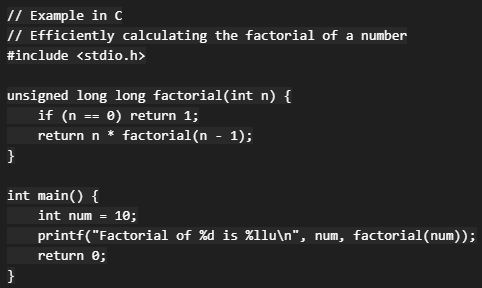 // Example in C
// Efficiently calculating the factorial of a number
#include <stdio.h>

unsigned long long factorial(int n) {
    if (n == 0) return 1;
    return n * factorial(n - 1);
}

int main() {
    int num = 10;
    printf("Factorial of %d is %llu\n", num, factorial(num));
    return 0;
}